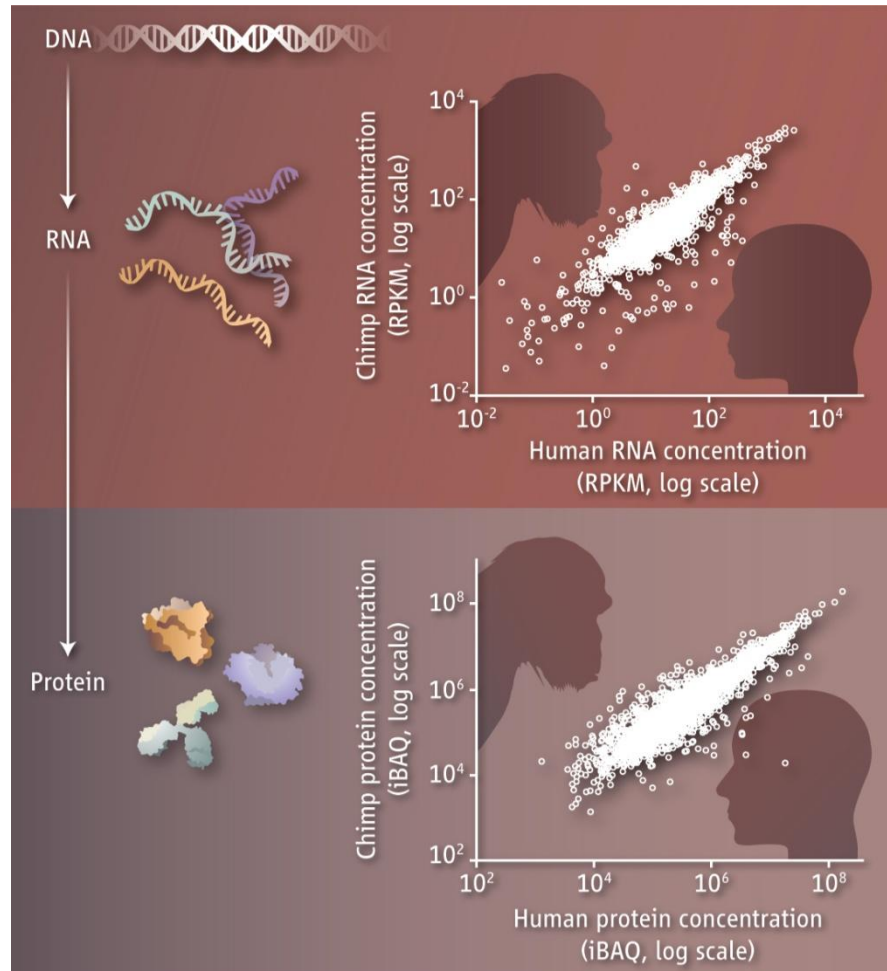 DNA
RNA
Protein
Chimp RNA concentration
(RPKM, log scale)
10⁴
10²
10⁰
10⁻²
10⁻²
10⁰
10²
10⁴
Human RNA concentration
(RPKM, log scale)
Chimp protein concentration
(iBAQ, log scale)
10⁸
10⁶
10⁴
10²
10²
10⁴
10⁶
10⁸
Human protein concentration
(iBAQ, log scale)